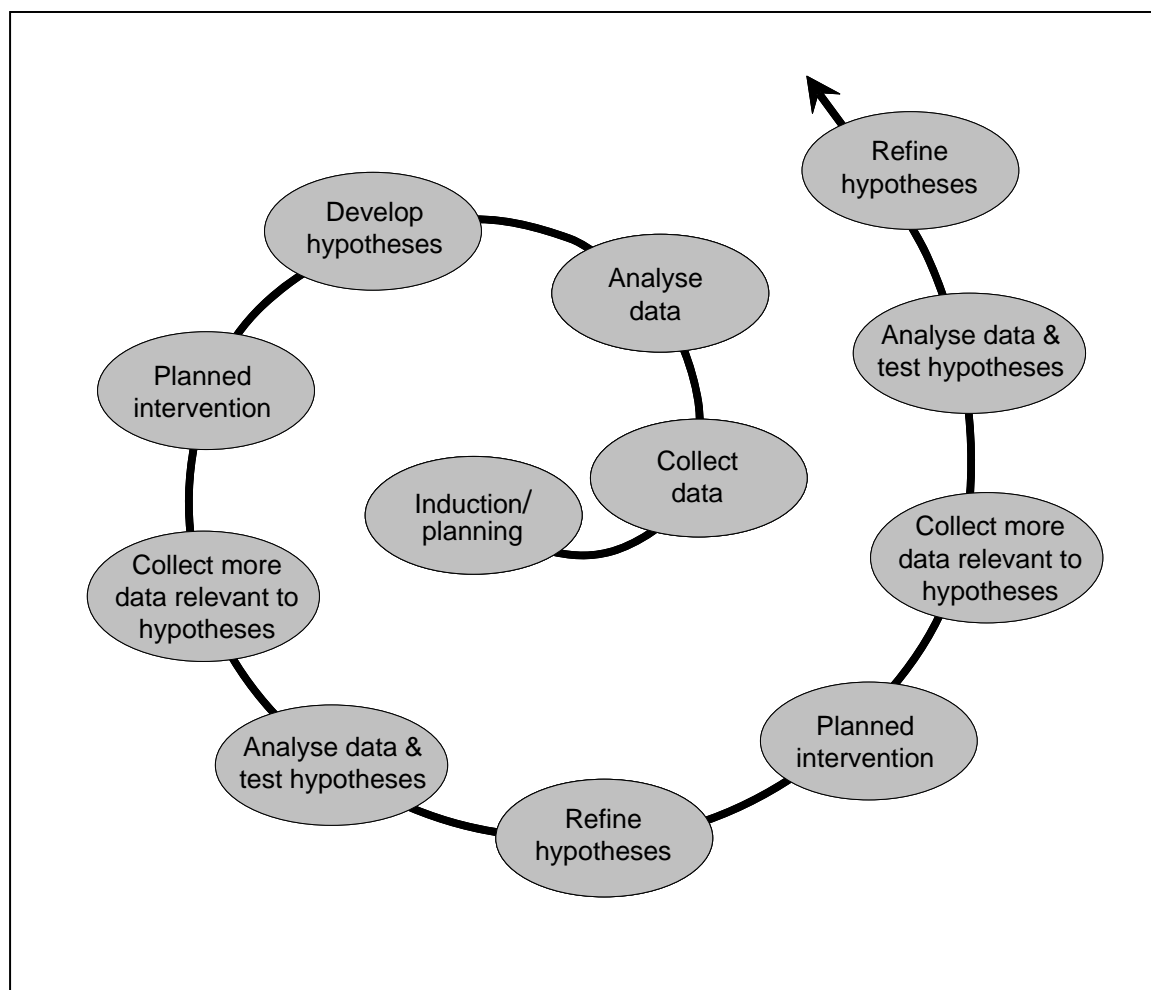 Refine
hypotheses
Develop
hypotheses
Analyse
data
Analyse data &
test hypotheses
Planned
intervention
Collect
data
Induction/
planning
Collect more
data relevant to
hypotheses
Collect more
data relevant to
hypotheses
Planned
intervention
Analyse data &
test hypotheses
Refine
hypotheses